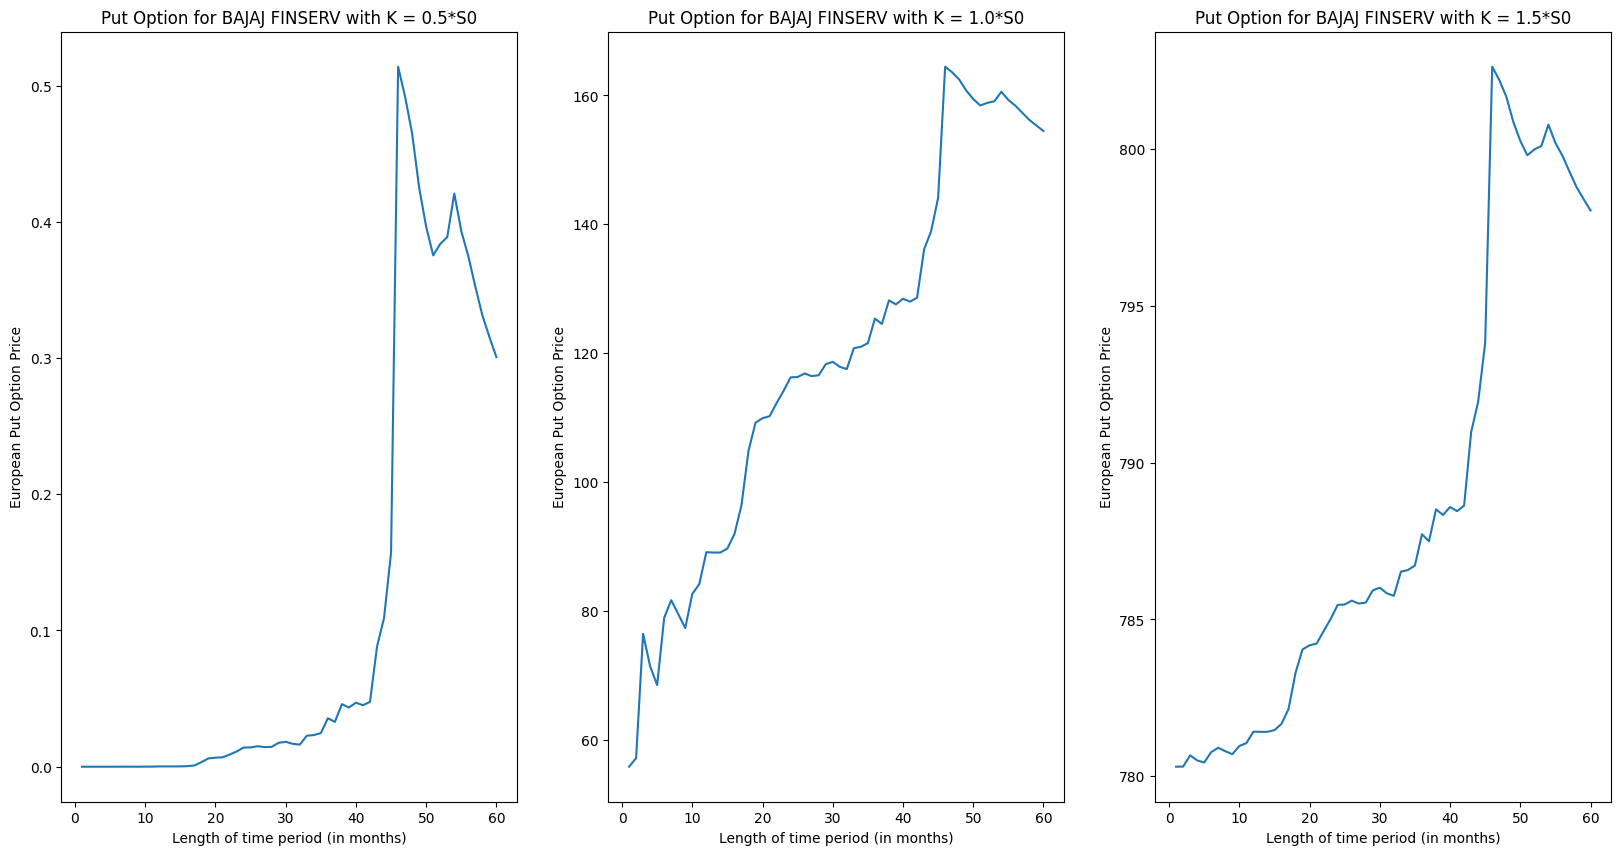 Put Option for BAJAJ FINSERV with K = 0.5*S0
0.5
0.4
0.3
0.2
0.1
0.0
European Put Option Price
0 10 20 30 40 50 60
Length of time period (in months)
Put Option for BAJAJ FINSERV with K = 1.0*S0
160
140
120
100
80
60
European Put Option Price
0 10 20 30 40 50 60
Length of time period (in months)
Put Option for BAJAJ FINSERV with K = 1.5*S0
800
795
790
785
780
European Put Option Price
0 10 20 30 40 50 60
Length of time period (in months)